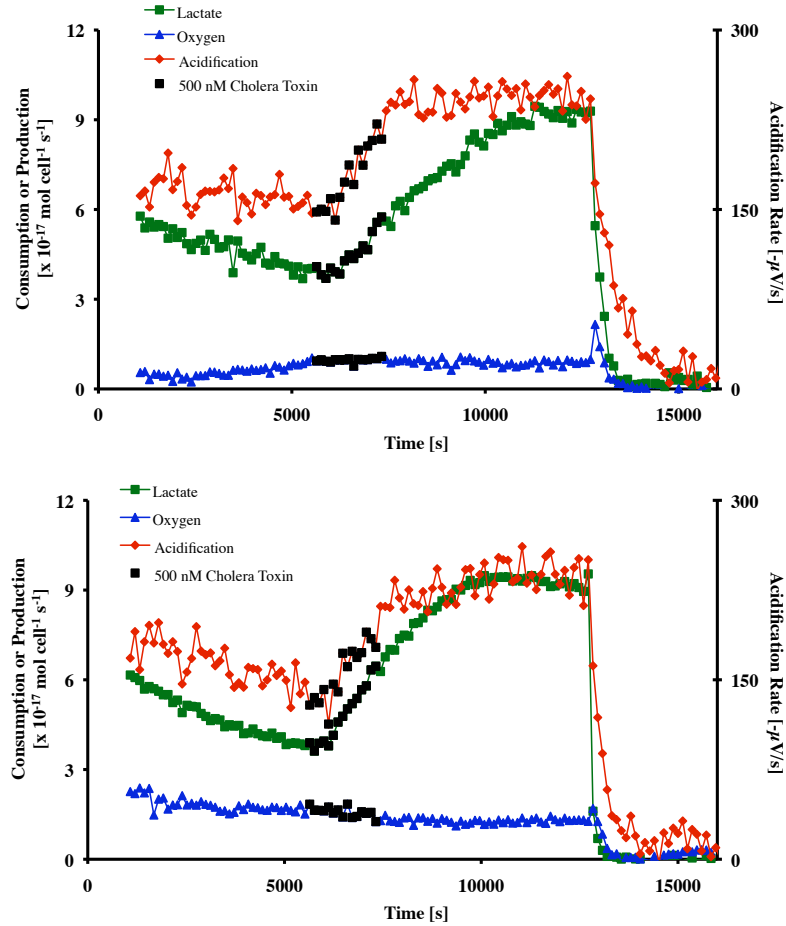 Lactate
Oxygen
Acidification
500 nM Cholera Toxin
12
9
6
3
0
300
150
0
0
5000
10000
15000
Consumption or Production
[x 10-17 mol cell-1 s-1]
Acidification Rate [-μV/s]
Time [s]
Lactate
Oxygen
Acidification
500 nM Cholera Toxin
12
9
6
3
0
300
150
0
0
5000
10000
15000
Consumption or Production
[x 10-17 mol cell-1 s-1]
Acidification Rate [-μV/s]
Time [s]